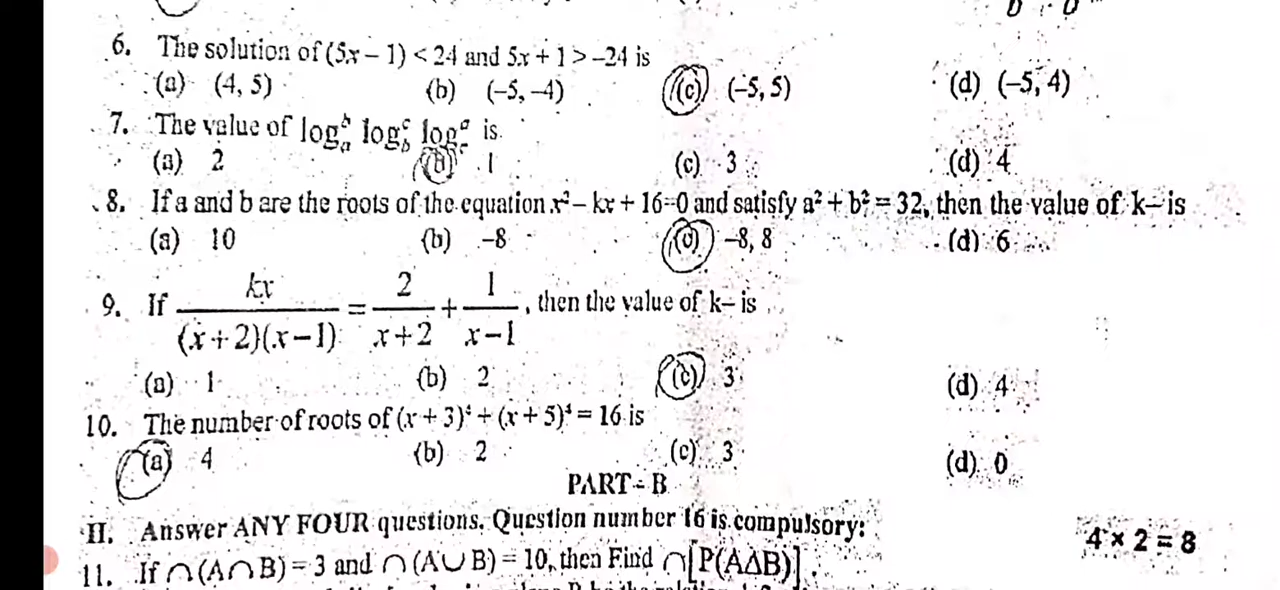 6. The solution of (5x – 1) < 24 and 5x + 1 > –24 is
(a) (4, 5) (b) (–5, –4) (c) (–5, 5) (d) (–5, 4)
7. The value of logₐᵇ log_b^c log_c^a is
(a) 2 (b) 1 (c) 3 (d) 4
8. If a and b are the roots of the equation x² – kx + 16=0 and satisfy a² + b² = 32, then the value of k– is
(a) 10 (b) –8 (c) –8, 8 (d) 6
9. If kx/((x+2)(x–1)) = 2/(x+2) + 1/(x–1), then the value of k– is
(a) 1 (b) 2 (c) 3 (d) 4
10. The number of roots of (x + 3)⁴ + (x + 5)⁴ = 16 is
(a) 4 (b) 2 (c) 3 (d) 0
PART - B
II. Answer ANY FOUR questions. Question number 16 is compulsory: 4 × 2 = 8
11. If ∩(A∩B) = 3 and ∩(A∪B) = 10, then Find ∩[P(AΔB)].